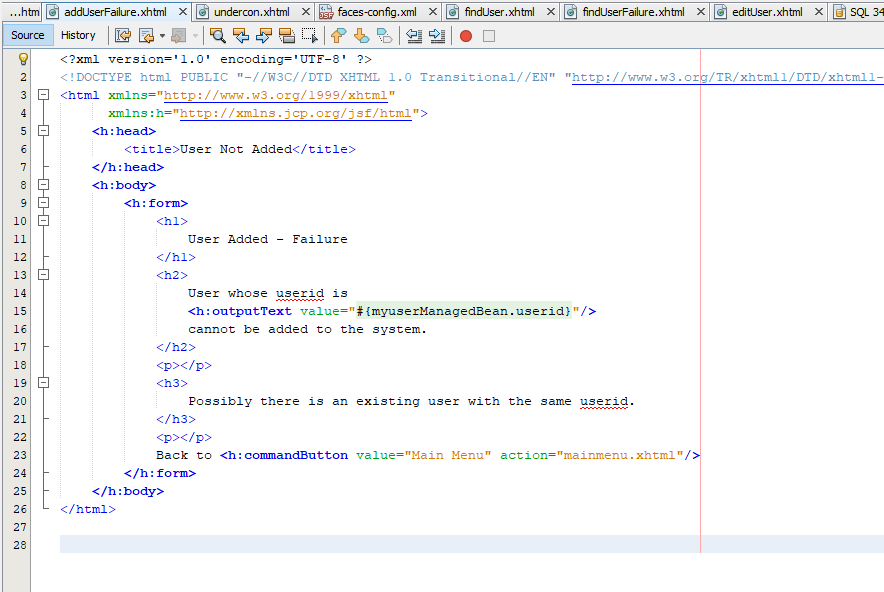 ...htm addUserFailure.xhtml undercon.xhtml faces-config.xml findUser.xhtml findUserFailure.xhtml editUser.xhtml SQL 34
Source History
<?xml version='1.0' encoding='UTF-8' ?>
2 <!DOCTYPE html PUBLIC "-//W3C//DTD XHTML 1.0 Transitional//EN" "http://www.w3.org/TR/xhtml1/DTD/xhtml1-
3 <html xmlns="http://www.w3.org/1999/xhtml"
4 xmlns:h="http://xmlns.jcp.org/jsf/html">
5 <h:head>
6 <title>User Not Added</title>
7 </h:head>
8 <h:body>
9 <h:form>
10 <h1>
11 User Added - Failure
12 </h1>
13 <h2>
14 User whose userid is
15 <h:outputText value="#{myuserManagedBean.userid}"/>
16 cannot be added to the system.
17 </h2>
18 <p></p>
19 <h3>
20 Possibly there is an existing user with the same userid.
21 </h3>
22 <p></p>
23 Back to <h:commandButton value="Main Menu" action="mainmenu.xhtml"/>
24 </h:form>
25 </h:body>
26 </html>
27
28